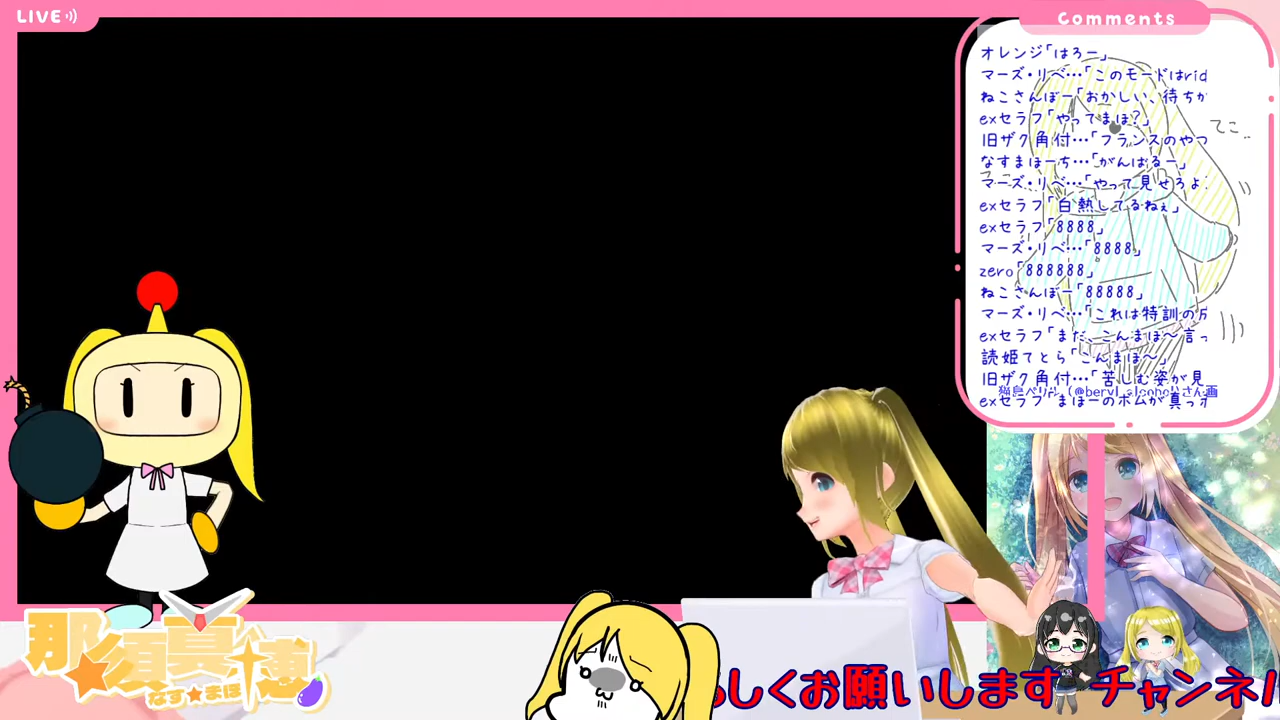 LIVE
Comments
オレンジ「はろー」
マーズ・リベ…「このモードはrid
ねこさんぼー「おかしい、待ちか
exセラフ「やってまほ?」
てこ..
旧ザク角付…「フランスのやつ
なすまほーち…「がんばるー」
マーズ・リベ…「やって見せろよ
exセラフ「白熱してるねぇ」
exセラフ「8888」
マーズ・リベ…「8888」
zero「888888」
ねこさんぼー「88888」
マーズ・リベ…「これは特訓の
exセラフ「まだ、こんまほ〜言っ
読姫てとら「こんまほ〜」
旧ザク角付…「苦しむ姿が見
exセラフ「まほーのボムが真っ
那須真穂
なす★まほ
しくお願いします チャンネル